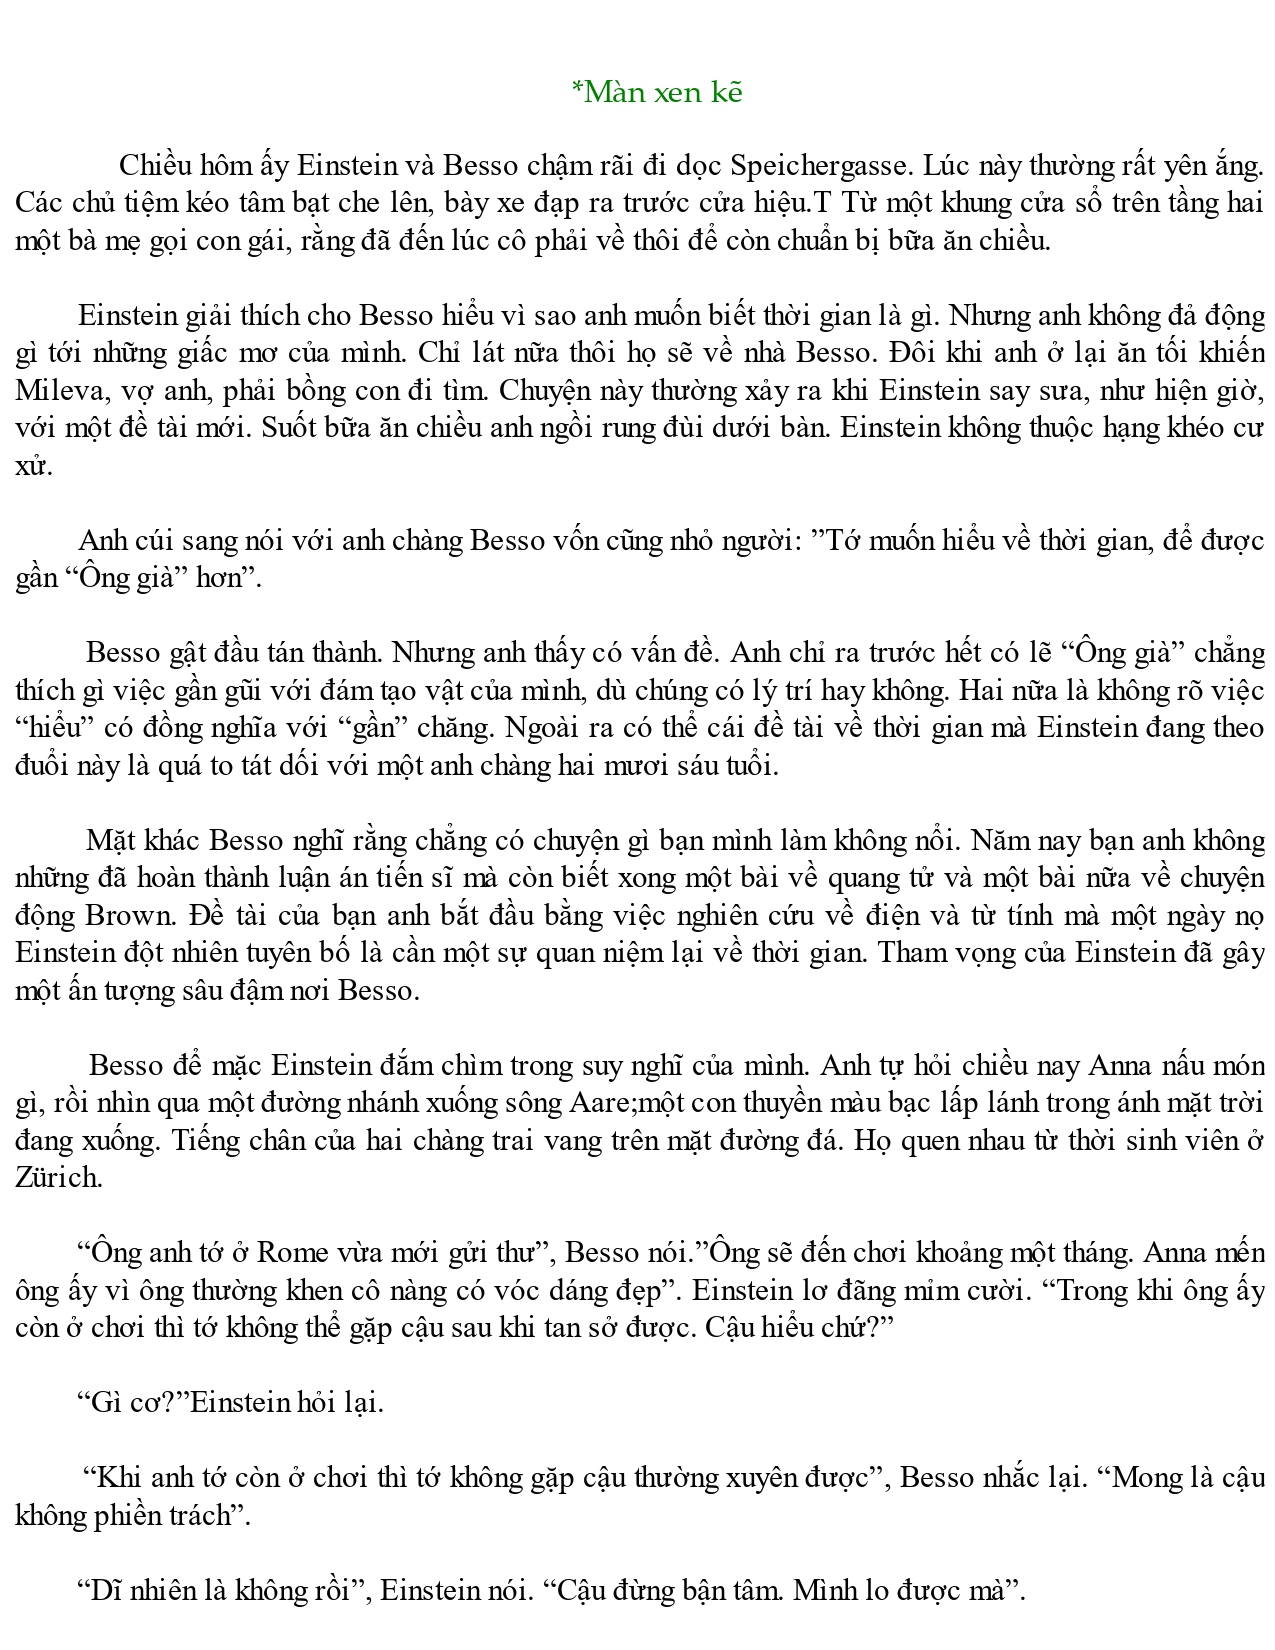 *Màn xen kẽ
Chiều hôm ấy Einstein và Besso chậm rãi đi dọc Speichergasse. Lúc này thường rất yên ắng.
Các chủ tiệm kéo tâm bạt che lên, bày xe đạp ra trước cửa hiệu.T Từ một khung cửa sổ trên tầng hai
một bà mẹ gọi con gái, rằng đã đến lúc cô phải về thôi để còn chuẩn bị bữa ăn chiều.
Einstein giải thích cho Besso hiểu vì sao anh muốn biết thời gian là gì. Nhưng anh không đả động
gì tới những giấc mơ của mình. Chỉ lát nữa thôi họ sẽ về nhà Besso. Đôi khi anh ở lại ăn tối khiến
Mileva, vợ anh, phải bồng con đi tìm. Chuyện này thường xảy ra khi Einstein say sưa, như hiện giờ,
với một đề tài mới. Suốt bữa ăn chiều anh ngồi rung đùi dưới bàn. Einstein không thuộc hạng khéo cư
xử.
Anh cúi sang nói với anh chàng Besso vốn cũng nhỏ người: ”Tớ muốn hiểu về thời gian, để được
gần “Ông già” hơn”.
Besso gật đầu tán thành. Nhưng anh thấy có vấn đề. Anh chỉ ra trước hết có lẽ “Ông già” chẳng
thích gì việc gần gũi với đám tạo vật của mình, dù chúng có lý trí hay không. Hai nữa là không rõ việc
“hiểu” có đồng nghĩa với “gần” chăng. Ngoài ra có thể cái đề tài về thời gian mà Einstein đang theo
đuổi này là quá to tát dối với một anh chàng hai mươi sáu tuổi.
Mặt khác Besso nghĩ rằng chẳng có chuyện gì bạn mình làm không nổi. Năm nay bạn anh không
những đã hoàn thành luận án tiến sĩ mà còn biết xong một bài về quang tử và một bài nữa về chuyện
động Brown. Đề tài của bạn anh bắt đầu bằng việc nghiên cứu về điện và từ tính mà một ngày nọ
Einstein đột nhiên tuyên bố là cần một sự quan niệm lại về thời gian. Tham vọng của Einstein đã gây
một ấn tượng sâu đậm nơi Besso.
Besso để mặc Einstein đắm chìm trong suy nghĩ của mình. Anh tự hỏi chiều nay Anna nấu món
gì, rồi nhìn qua một đường nhánh xuống sông Aare;một con thuyền màu bạc lấp lánh trong ánh mặt trời
đang xuống. Tiếng chân của hai chàng trai vang trên mặt đường đá. Họ quen nhau từ thời sinh viên ở
Zürich.
“Ông anh tớ ở Rome vừa mới gửi thư”, Besso nói.”Ông sẽ đến chơi khoảng một tháng. Anna mến
ông ấy vì ông thường khen cô nàng có vóc dáng đẹp”. Einstein lơ đãng mỉm cười. “Trong khi ông ấy
còn ở chơi thì tớ không thể gặp cậu sau khi tan sở được. Cậu hiểu chứ?”
“Gì cơ?”Einstein hỏi lại.
“Khi anh tớ còn ở chơi thì tớ không gặp cậu thường xuyên được”, Besso nhắc lại. “Mong là cậu
không phiền trách”.
“Dĩ nhiên là không rồi”, Einstein nói. “Cậu đừng bận tâm. Mình lo được mà”.